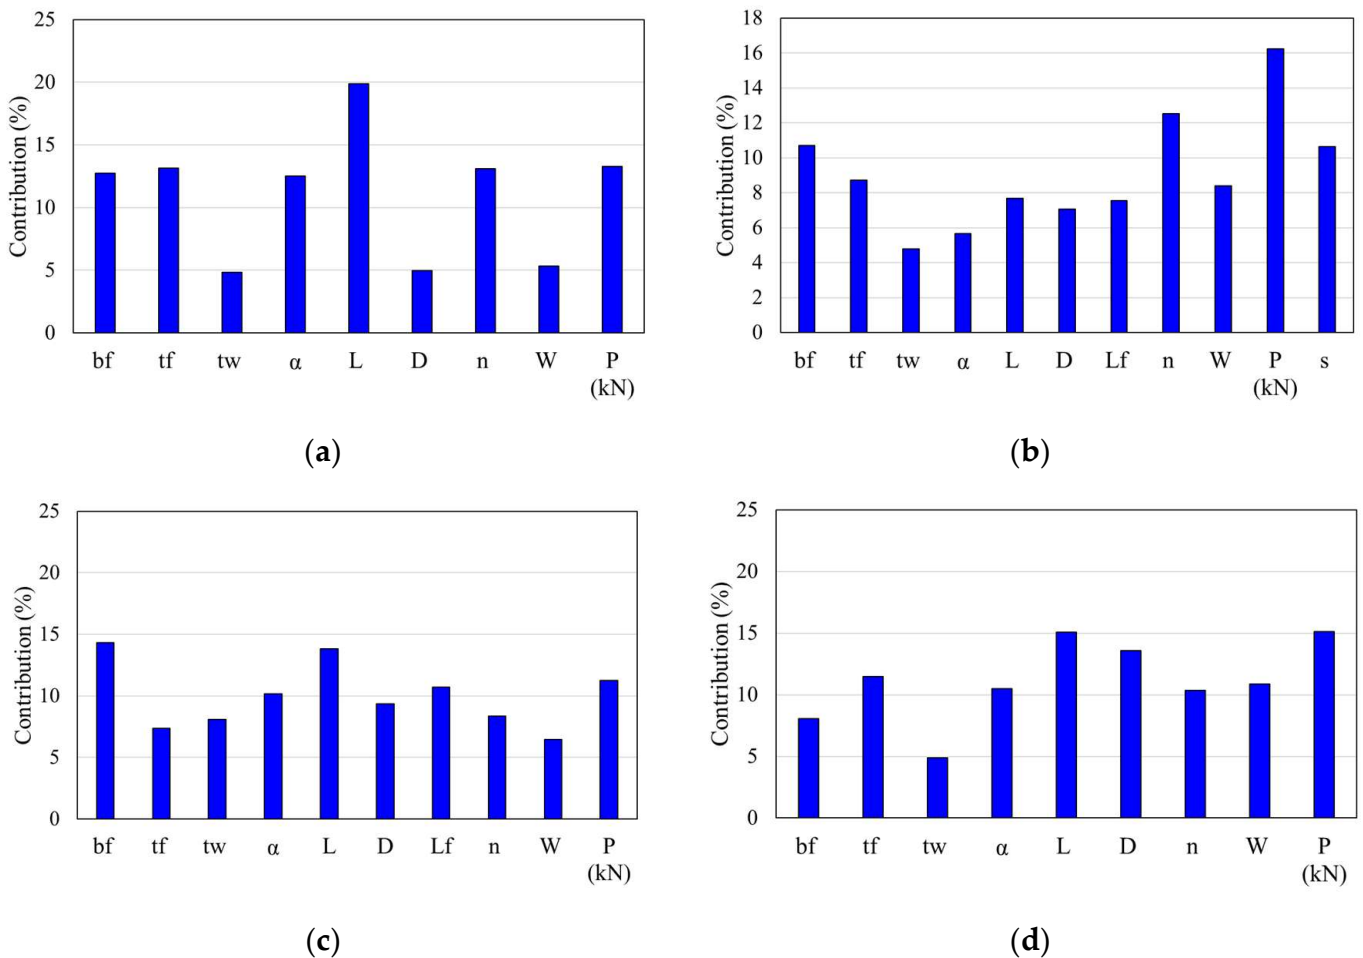 25
20
15
10
5
0
Contribution (%)
bf tf tw α L D n W P
(kN)
(a)
18
16
14
12
10
8
6
4
2
0
Contribution (%)
bf tf tw α L D Lf n W P s
(kN)
(b)
25
20
15
10
5
0
Contribution (%)
bf tf tw α L D Lf n W P
(kN)
(c)
25
20
15
10
5
0
Contribution (%)
bf tf tw α L D n W P
(kN)
(d)